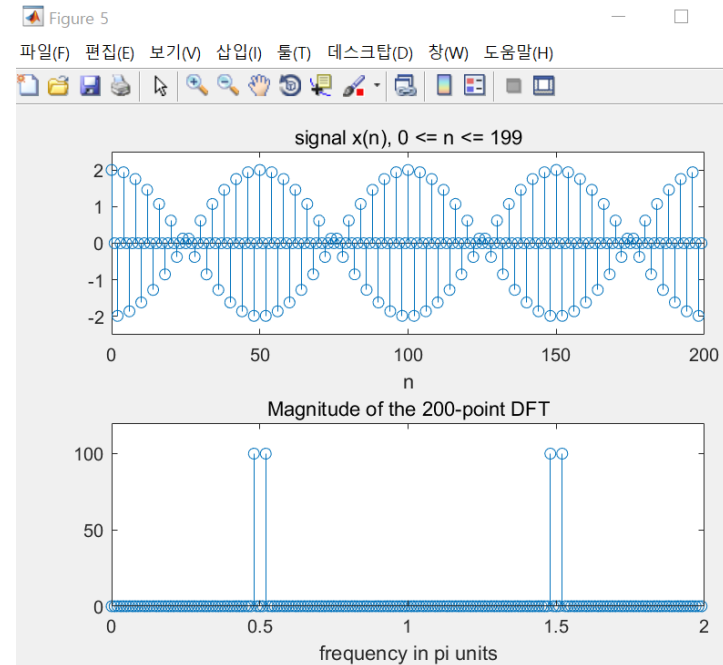 Figure 5
파일(F) 편집(E) 보기(V) 삽입(I) 툴(T) 데스크탑(D) 창(W) 도움말(H)
signal x(n), 0 <= n <= 199
2
1
0
-1
-2
0 50 100 150 200
n
Magnitude of the 200-point DFT
100
50
0
0 0.5 1 1.5 2
frequency in pi units